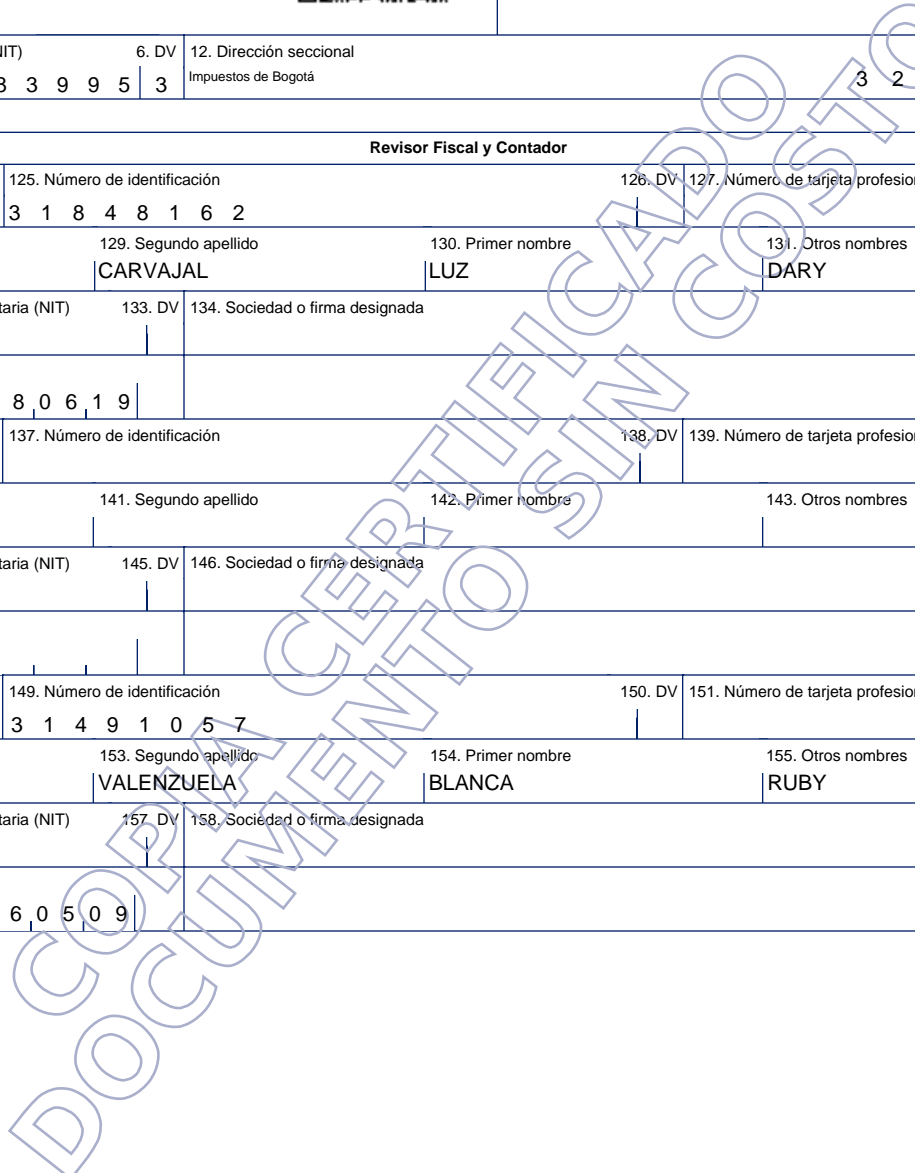 NIT) 6. DV 12. Dirección seccional
3 3 9 9 5 3 Impuestos de Bogotá 3 2
Revisor Fiscal y Contador
125. Número de identificación 126. DV 127. Número de tarjeta profesion
3 1 8 4 8 1 6 2
129. Segundo apellido 130. Primer nombre 131. Otros nombres
CARVAJAL LUZ DARY
taria (NIT) 133. DV 134. Sociedad o firma designada
8 0 6 1 9
137. Número de identificación 138. DV 139. Número de tarjeta profesion
141. Segundo apellido 142. Primer nombre 143. Otros nombres
taria (NIT) 145. DV 146. Sociedad o firma designada
149. Número de identificación 150. DV 151. Número de tarjeta profesion
3 1 4 9 1 0 5 7
153. Segundo apellido 154. Primer nombre 155. Otros nombres
VALENZUELA BLANCA RUBY
taria (NIT) 157. DV 158. Sociedad o firma designada
6 0 5 0 9
COPIA CERTIFICADO
DOCUMENTO SIN COSTO